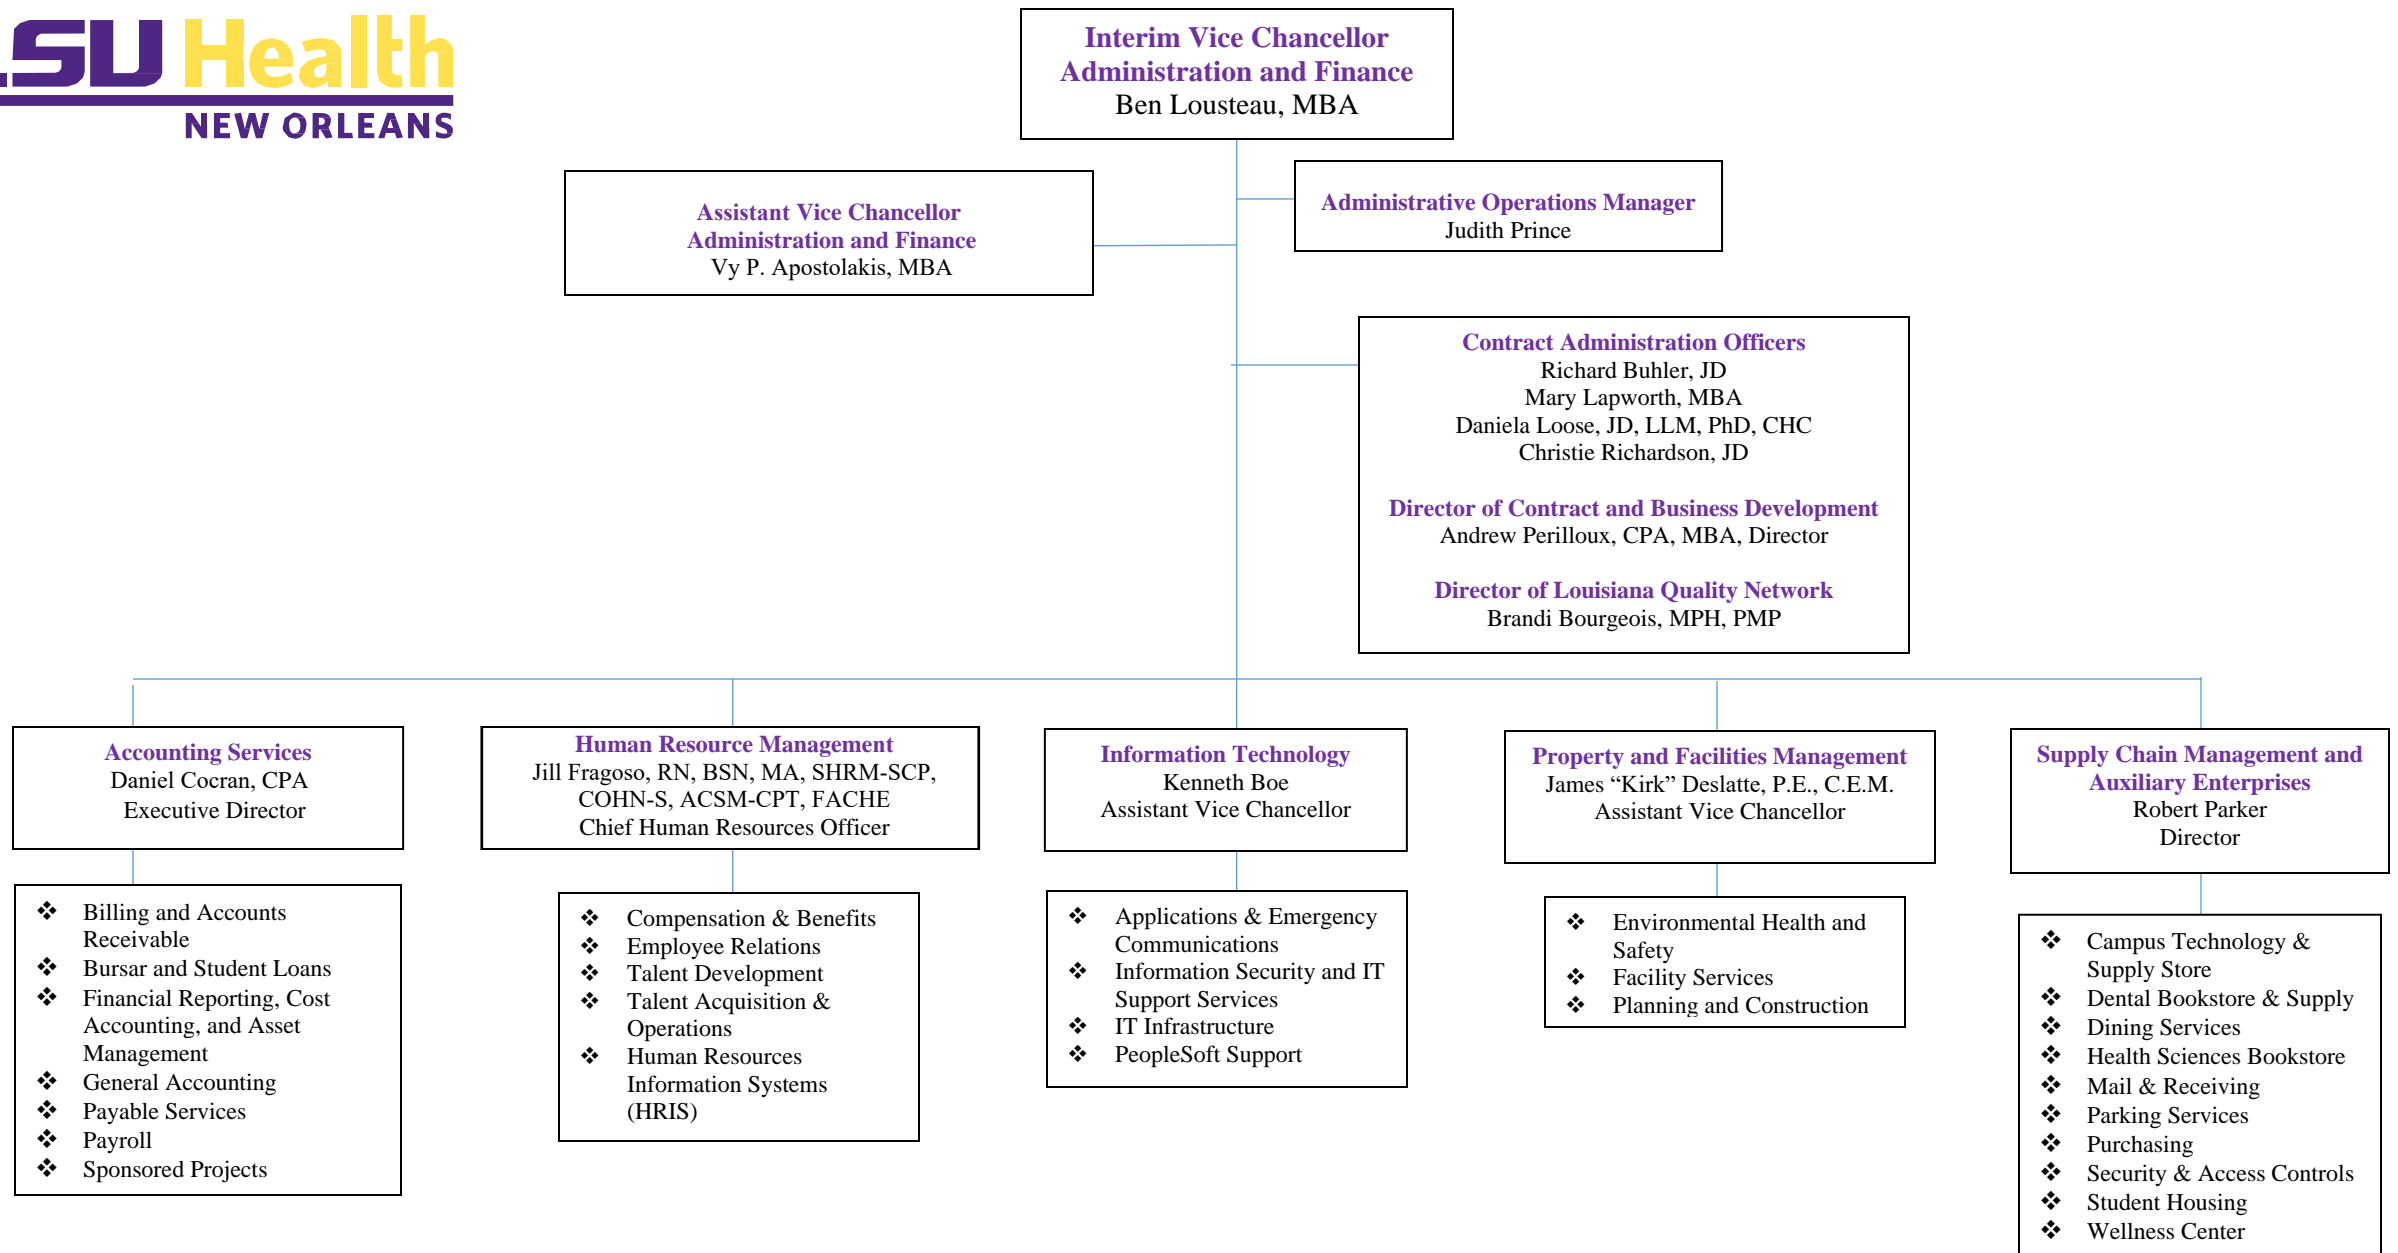 LSU Health
NEW ORLEANS
Interim Vice Chancellor
Administration and Finance
Ben Lousteau, MBA
Assistant Vice Chancellor
Administration and Finance
Vy P. Apostolakis, MBA
Administrative Operations Manager
Judith Prince
Contract Administration Officers
Richard Buhler, JD
Mary Lapworth, MBA
Daniela Loose, JD, LLM, PhD, CHC
Christie Richardson, JD
Director of Contract and Business Development
Andrew Perilloux, CPA, MBA, Director
Director of Louisiana Quality Network
Brandi Bourgeois, MPH, PMP
Accounting Services
Daniel Cocran, CPA
Executive Director
Human Resource Management
Jill Fragoso, RN, BSN, MA, SHRM-SCP,
COHN-S, ACSM-CPT, FACHE
Chief Human Resources Officer
Information Technology
Kenneth Boe
Assistant Vice Chancellor
Property and Facilities Management
James “Kirk” Deslatte, P.E., C.E.M.
Assistant Vice Chancellor
Supply Chain Management and
Auxiliary Enterprises
Robert Parker
Director
❖ Billing and Accounts
Receivable
❖ Bursar and Student Loans
❖ Financial Reporting, Cost
Accounting, and Asset
Management
❖ General Accounting
❖ Payable Services
❖ Payroll
❖ Sponsored Projects
❖ Compensation & Benefits
❖ Employee Relations
❖ Talent Development
❖ Talent Acquisition &
Operations
❖ Human Resources
Information Systems
(HRIS)
❖ Applications & Emergency
Communications
❖ Information Security and IT
Support Services
❖ IT Infrastructure
❖ PeopleSoft Support
❖ Environmental Health and
Safety
❖ Facility Services
❖ Planning and Construction
❖ Campus Technology &
Supply Store
❖ Dental Bookstore & Supply
❖ Dining Services
❖ Health Sciences Bookstore
❖ Mail & Receiving
❖ Parking Services
❖ Purchasing
❖ Security & Access Controls
❖ Student Housing
❖ Wellness Center